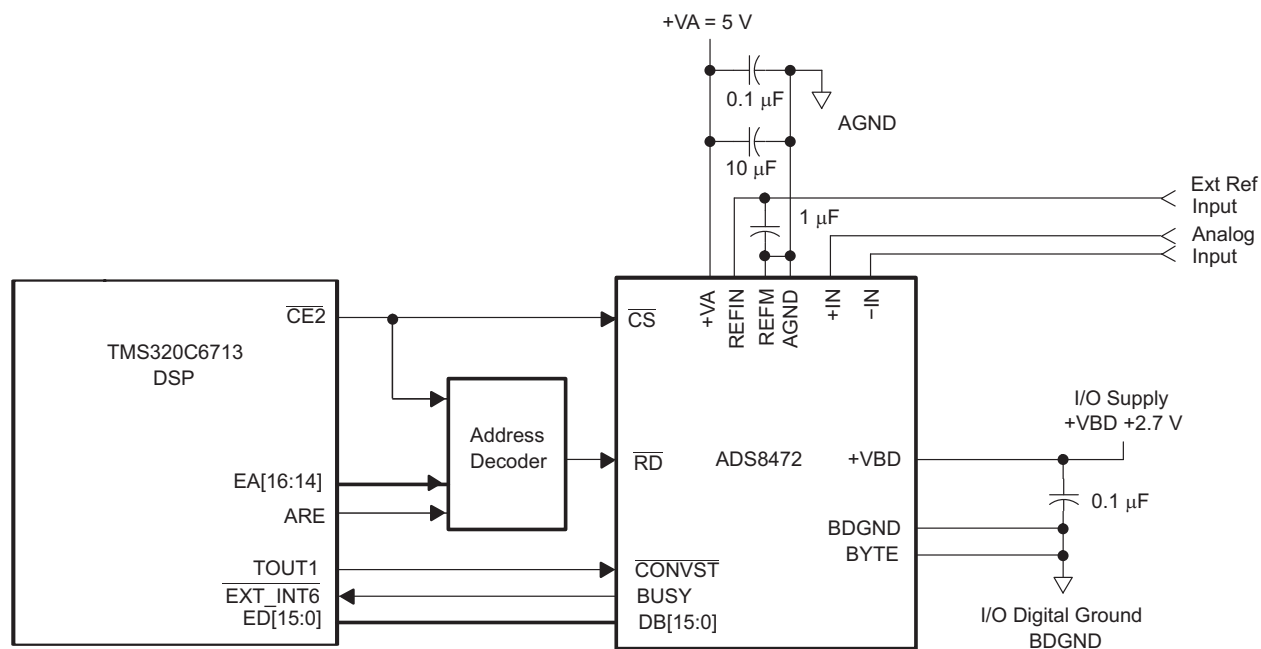 +VA = 5 V
0.1 μF
AGND
10 μF
Ext Ref
Input
1 μF
Analog
Input
+VA
REFIN
REFM
AGND
+IN
−IN
CE2
CS
TMS320C6713
DSP
I/O Supply
+VBD +2.7 V
Address
Decoder
RD
ADS8472
+VBD
EA[16:14]
0.1 μF
ARE
BDGND
BYTE
TOUT1
CONVST
EXT_INT6
BUSY
ED[15:0]
DB[15:0]
I/O Digital Ground
BDGND